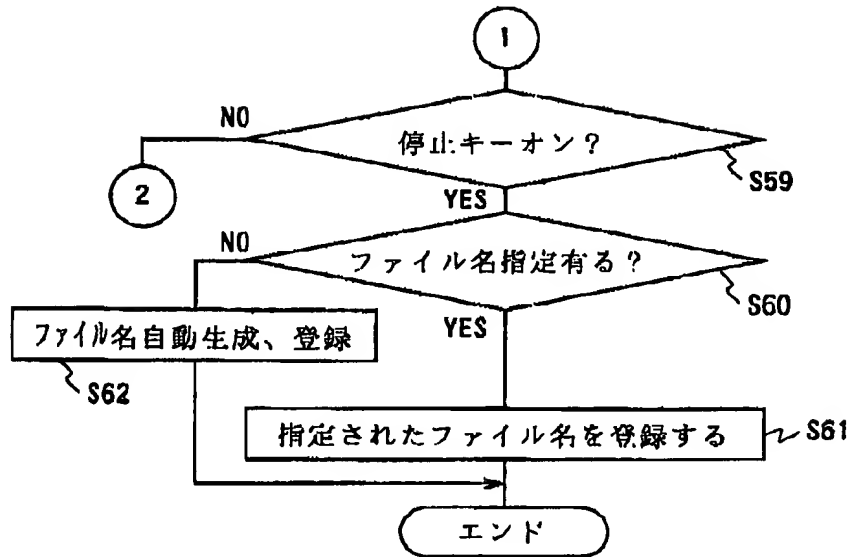 1
NO
停止キーオン?
2
S59
YES
NO
ファイル名指定有る?
S60
YES
ファイル名自動生成、登録
S62
指定されたファイル名を登録する
S61
エンド